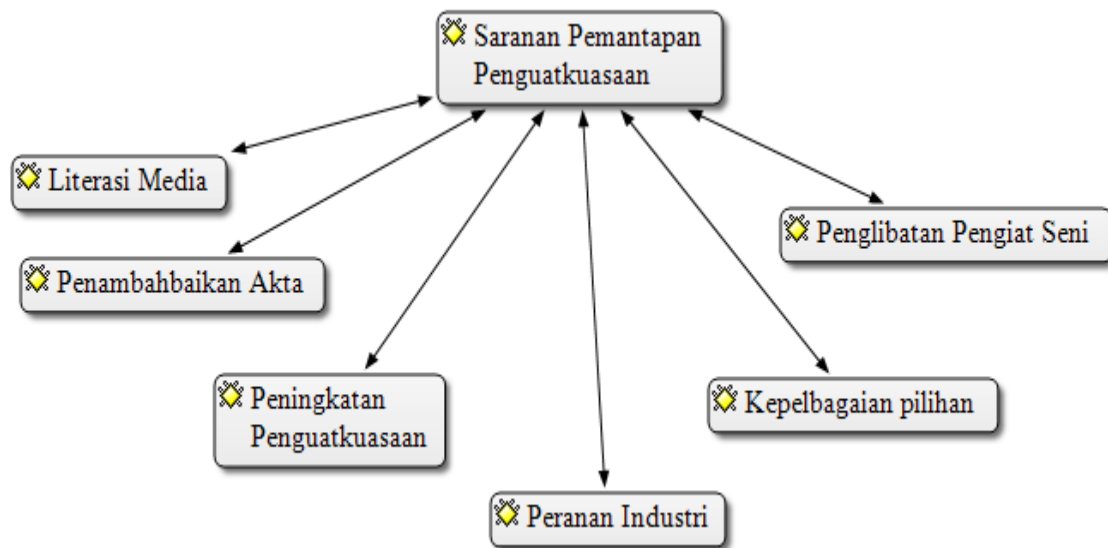 Saranan Pemantapan
Penguatkuasaan
Literasi Media
Penglibatan Pengiat Seni
Penambahbaikan Akta
Peningkatan
Penguatkuasaan
Kepelbagaian pilihan
Peranan Industri